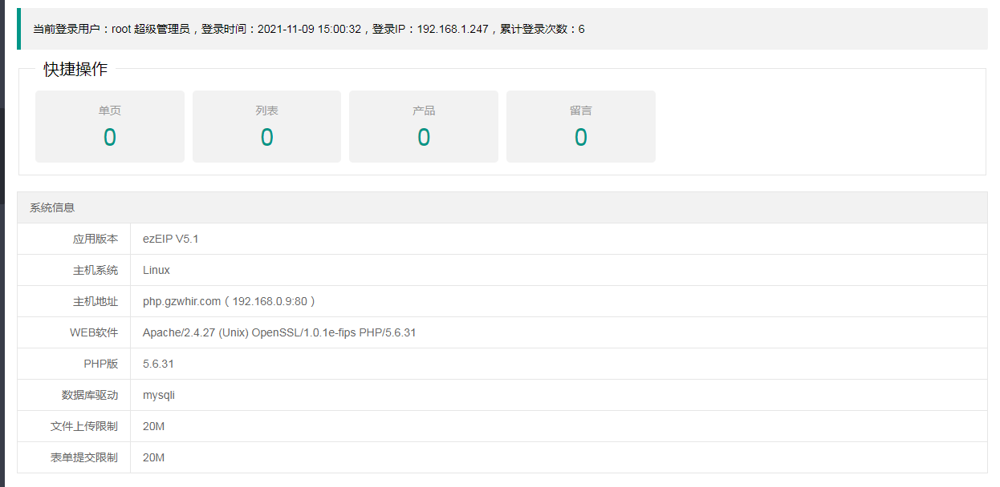 当前登录用户：root 超级管理员，登录时间：2021-11-09 15:00:32，登录IP：192.168.1.247，累计登录次数：6
快捷操作
单页 列表 产品 留言
0 0 0 0
系统信息
应用版本 ezEIP V5.1
主机系统 Linux
主机地址 php.gzwhir.com（192.168.0.9:80）
WEB软件 Apache/2.4.27 (Unix) OpenSSL/1.0.1e-fips PHP/5.6.31
PHP版 5.6.31
数据库驱动 mysqli
文件上传限制 20M
表单提交限制 20M